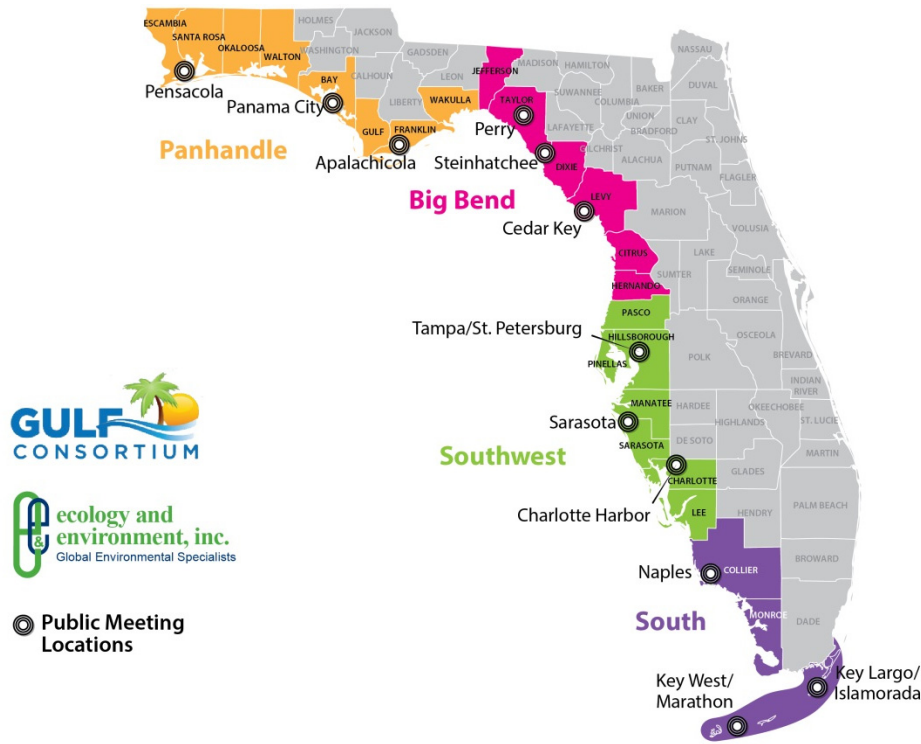 HOLMES
JACKSON
ESCAMBIA
SANTA ROSA
OKALOOSA
WALTON
WASHINGTON
GADSDEN
NASSAU
BAY
CALHOUN
LEON
JEFFERSON
MADISON
HAMILTON
DUVAL
Pensacola
Panama City
LIBERTY
WAKULLA
TAYLOR
SUWANNEE
COLUMBIA
BAKER
GULF
FRANKLIN
Perry
LAFAYETTE
UNION
BRADFORD
CLAY
ST. JOHNS
Panhandle
Apalachicola
Steinhatchee
DIXIE
GILCHRIST
ALACHUA
PUTNAM
FLAGLER
Big Bend
LEVY
MARION
Cedar Key
VOLUSIA
CITRUS
SUMTER
LAKE
SEMINOLE
HERNANDO
ORANGE
PASCO
Tampa/St. Petersburg
HILLSBOROUGH
OSCEOLA
PINELLAS
POLK
BREVARD
INDIAN
RIVER
MANATEE
HARDEE
OKEECHOBEE
HIGHLANDS
ST. LUCIE
Sarasota
SARASOTA
DE SOTO
MARTIN
Southwest
CHARLOTTE
GLADES
Charlotte Harbor
LEE
HENDRY
PALM BEACH
Naples
COLLIER
BROWARD
South
MONROE
DADE
Key West/
Marathon
Key Largo/
Islamorada
GULF
CONSORTIUM
e&e
ecology and
environment, inc.
Global Environmental Specialists
Public Meeting
Locations